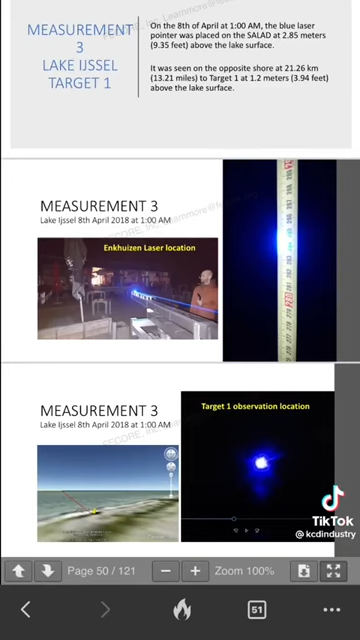 MEASUREMENT
3
LAKE IJSSEL
TARGET 1
On the 8th of April at 1:00 AM, the blue laser
pointer was placed on the SALAD at 2.85 meters
(9.35 feet) above the lake surface.
It was seen on the opposite shore at 21.26 km
(13.21 miles) to Target 1 at 1.2 meters (3.94 feet)
above the lake surface.
MEASUREMENT 3
Lake Ijssel 8th April 2018 at 1:00 AM
Enkhuizen Laser location
MEASUREMENT 3
Lake Ijssel 8th April 2018 at 1:00 AM
Target 1 observation location
TikTok
@ kcdindustry
Page 50 / 121
Zoom 100%
51